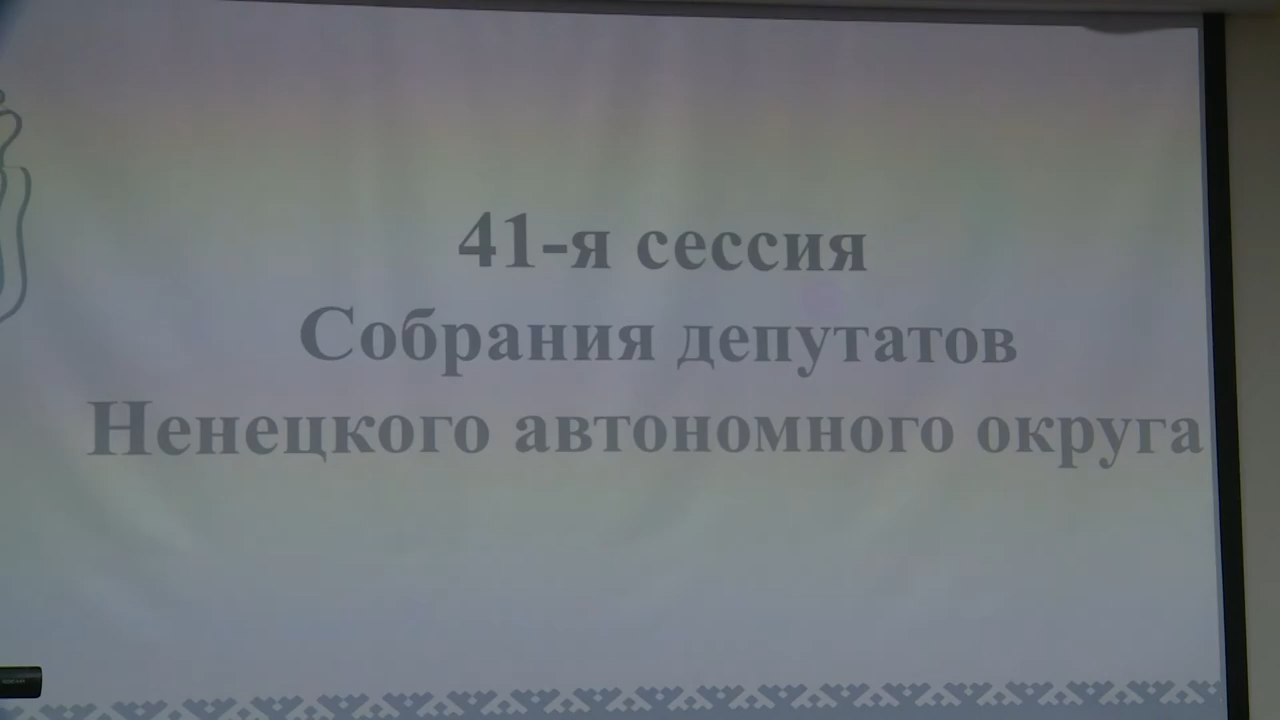 41-я сессия
Собрания депутатов
Ненецкого автономного округа